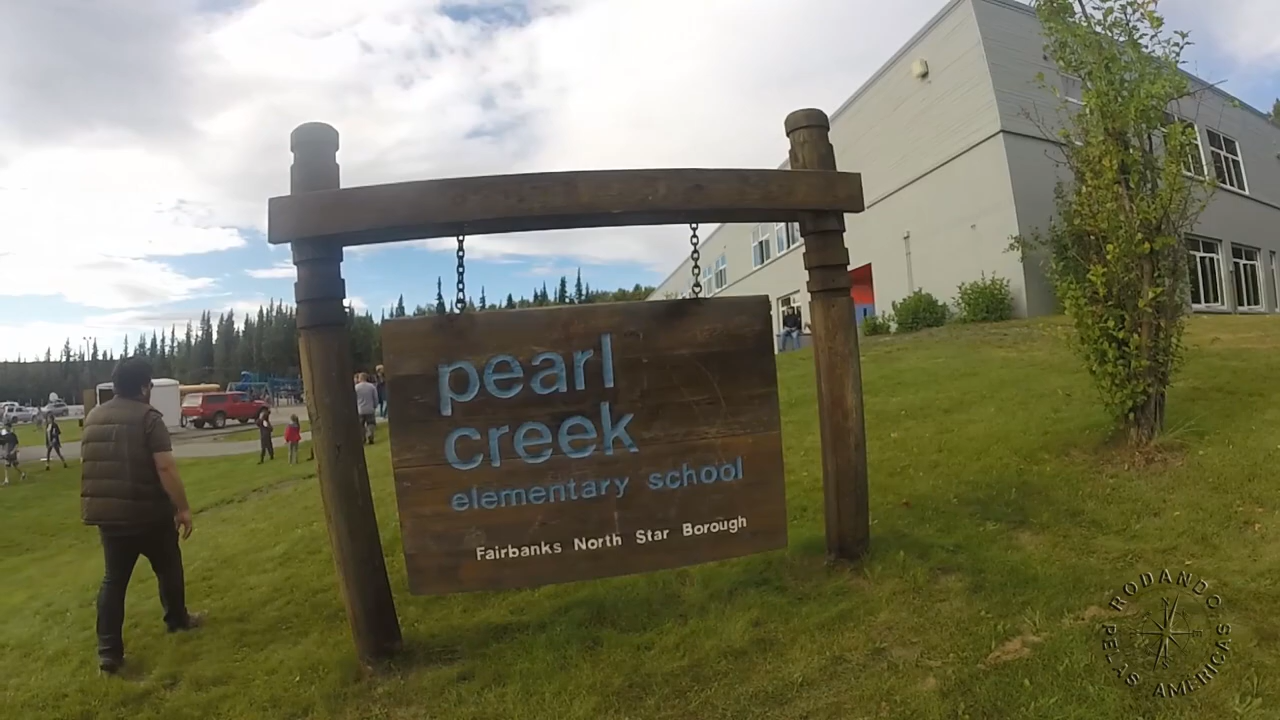 pearl
creek
elementary school
Fairbanks North Star Borough
RODANDO
PELAS AMERICAS